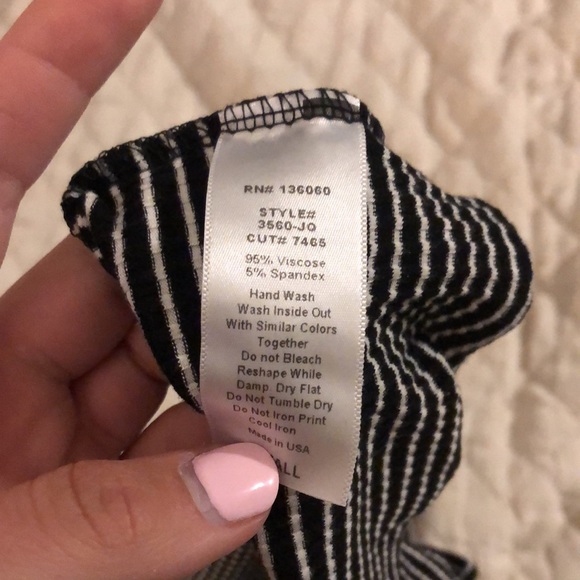 RN# 136060
STYLE#
3560-JQ
CUT# 7465
95% Viscose
5% Spandex
Hand Wash
Wash Inside Out
With Similar Colors
Together
Do not Bleach
Reshape While
Damp Dry Flat
Do Not Tumble Dry
Do Not Iron Print
Cool Iron
Made in USA